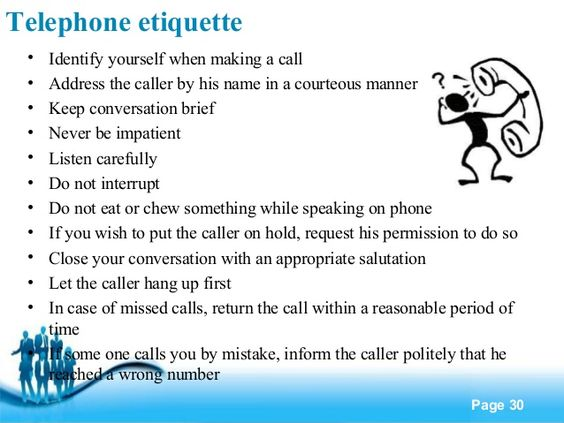 Telephone etiquette
• Identify yourself when making a call
• Address the caller by his name in a courteous manner
• Keep conversation brief
• Never be impatient
• Listen carefully
• Do not interrupt
• Do not eat or chew something while speaking on phone
• If you wish to put the caller on hold, request his permission to do so
• Close your conversation with an appropriate salutation
• Let the caller hang up first
• In case of missed calls, return the call within a reasonable period of
time
• If some one calls you by mistake, inform the caller politely that he
reached a wrong number
?
Page 30